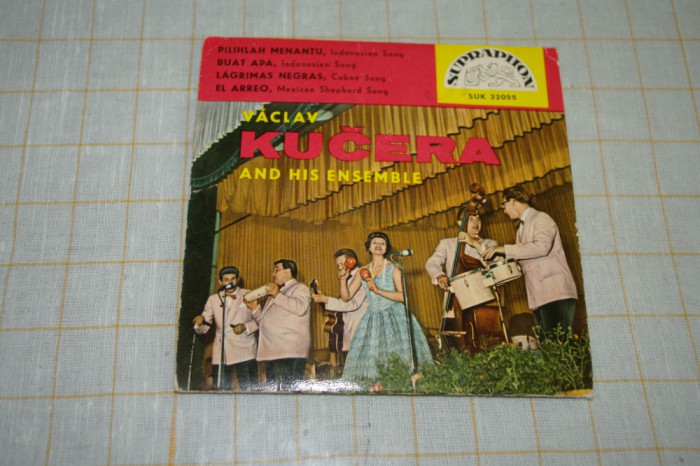 PILIHLAH MENANTU, Indonesian Song
BUAT APA, Indonesian Song
LÁGRIMAS NEGRAS, Cuban Song
EL ARREO, Mexican Shepherd Song
SUPRAPHON
SUK 32055
VÁCLAV
KUČERA
AND HIS ENSEMBLE